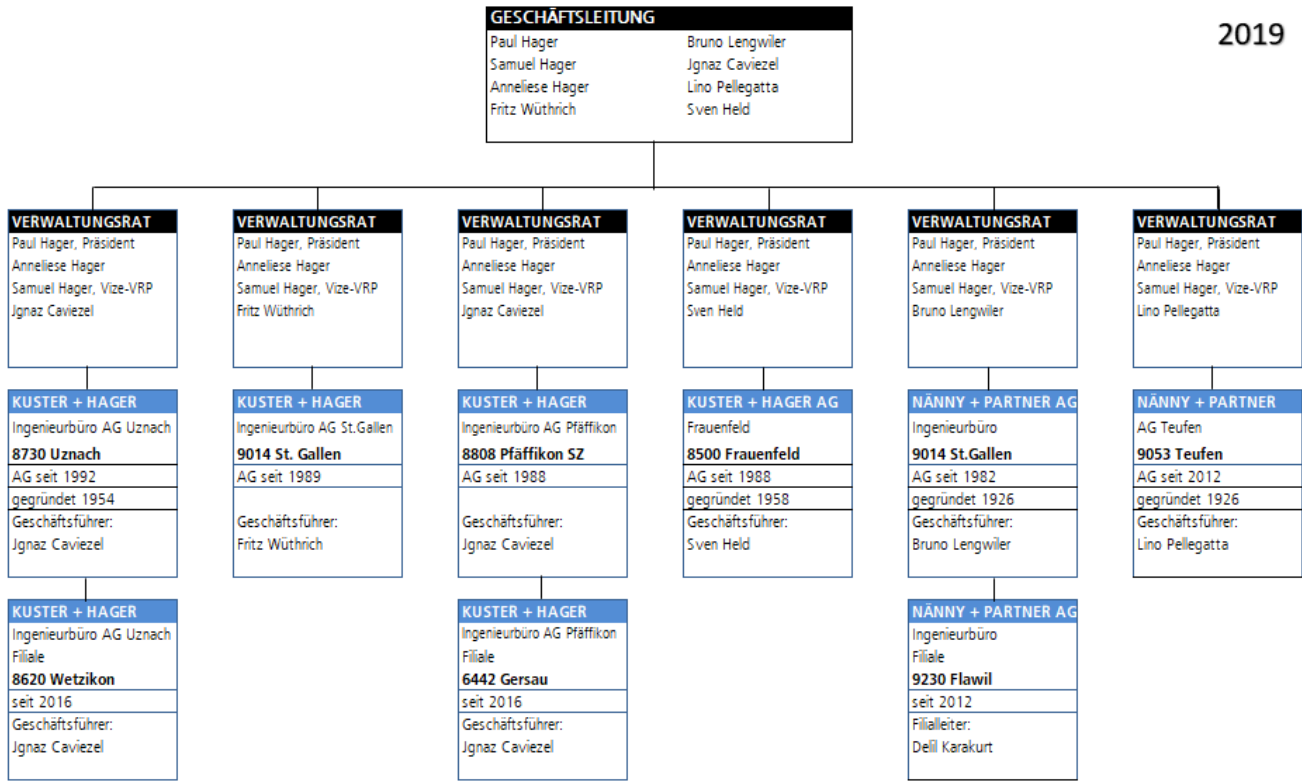 GESCHÄFTSLEITUNG
Paul Hager
Bruno Lengwiler
Samuel Hager
Jgnaz Caviezel
Anneliese Hager
Lino Pellegatta
Fritz Wüthrich
Sven Held
2019
VERWALTUNGSRAT
Paul Hager, Präsident
Anneliese Hager
Samuel Hager, Vize-VRP
Jgnaz Caviezel
VERWALTUNGSRAT
Paul Hager, Präsident
Anneliese Hager
Samuel Hager, Vize-VRP
Fritz Wüthrich
VERWALTUNGSRAT
Paul Hager, Präsident
Anneliese Hager
Samuel Hager, Vize-VRP
Jgnaz Caviezel
VERWALTUNGSRAT
Paul Hager, Präsident
Anneliese Hager
Samuel Hager, Vize-VRP
Sven Held
VERWALTUNGSRAT
Paul Hager, Präsident
Anneliese Hager
Samuel Hager, Vize-VRP
Bruno Lengwiler
VERWALTUNGSRAT
Paul Hager, Präsident
Anneliese Hager
Samuel Hager, Vize-VRP
Lino Pellegatta
KUSTER + HAGER
Ingenieurbüro AG Uznach
8730 Uznach
AG seit 1992
gegründet 1954
Geschäftsführer:
Jgnaz Caviezel
KUSTER + HAGER
Ingenieurbüro AG St.Gallen
9014 St. Gallen
AG seit 1989
Geschäftsführer:
Fritz Wüthrich
KUSTER + HAGER
Ingenieurbüro AG Pfäffikon
8808 Pfäffikon SZ
AG seit 1988
Geschäftsführer:
Jgnaz Caviezel
KUSTER + HAGER AG
Frauenfeld
8500 Frauenfeld
AG seit 1988
gegründet 1958
Geschäftsführer:
Sven Held
NÄNNY + PARTNER AG
Ingenieurbüro
9014 St.Gallen
AG seit 1982
gegründet 1926
Geschäftsführer:
Bruno Lengwiler
NÄNNY + PARTNER
AG Teufen
9053 Teufen
AG seit 2012
gegründet 1926
Geschäftsführer:
Lino Pellegatta
KUSTER + HAGER
Ingenieurbüro AG Uznach
Filiale
8620 Wetzikon
seit 2016
Geschäftsführer:
Jgnaz Caviezel
KUSTER + HAGER
Ingenieurbüro AG Pfäffikon
Filiale
6442 Gersau
seit 2016
Geschäftsführer:
Jgnaz Caviezel
NÄNNY + PARTNER AG
Ingenieurbüro
Filiale
9230 Flawil
seit 2012
Filialleiter:
Delil Karakurt